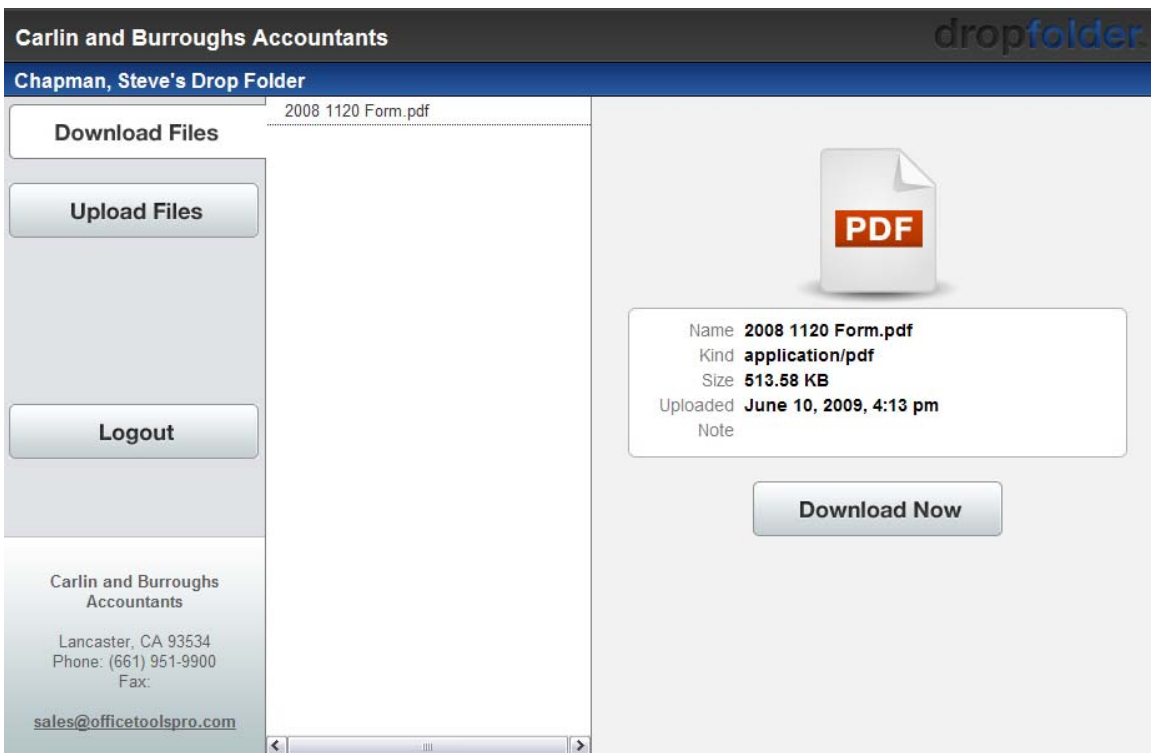 Carlin and Burroughs Accountants
dropfolder
Chapman, Steve's Drop Folder
Download Files
Upload Files
Logout
Carlin and Burroughs
Accountants
Lancaster, CA 93534
Phone: (661) 951-9900
Fax:
sales@officetoolspro.com
2008 1120 Form.pdf
PDF
Name 2008 1120 Form.pdf
Kind application/pdf
Size 513.58 KB
Uploaded June 10, 2009, 4:13 pm
Note
Download Now